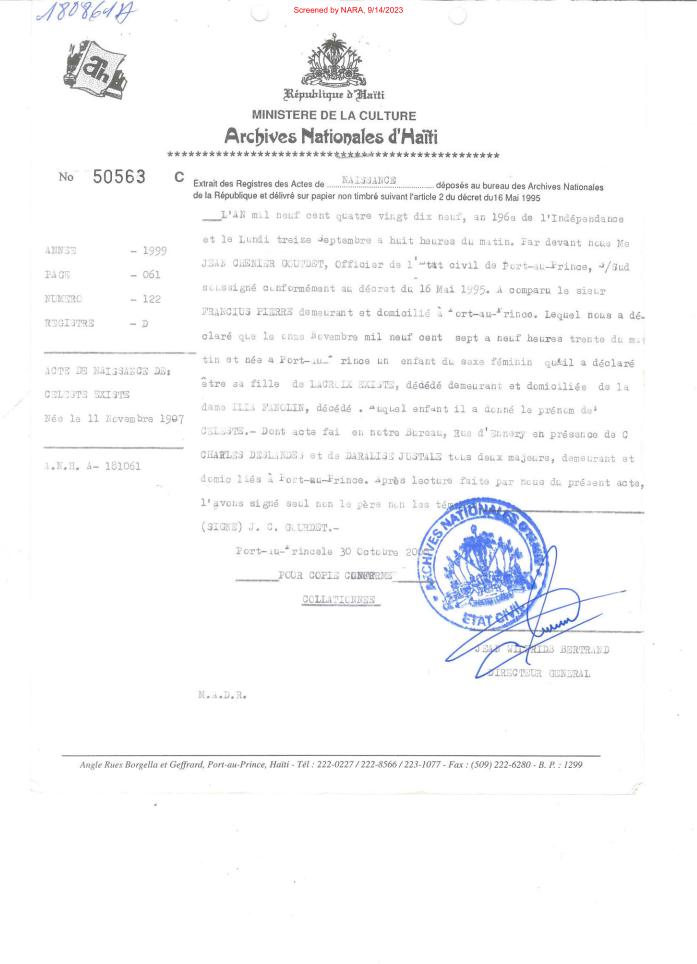 180861A
Screened by NARA, 9/14/2023
République d'Haïti
MINISTERE DE LA CULTURE
Archives Nationales d'Haïti
************************************************
No 50563 C
Extrait des Registres des Actes de NAISSANCE déposés au bureau des Archives Nationales
de la République et délivré sur papier non timbré suivant l'article 2 du décret du16 Mai 1995
ANNEE - 1999
PAGE - 061
NUMERO - 122
REGISTRE - D
ACTE DE NAISSANCE DE:
CELESTE EXISTE
Née le 11 Novembre 1907
A.N.H. A- 181061
L'AN mil neuf cent quatre vingt dix neuf, an 196e de l'Indépendance
et le Lundi treize Septembre a huit heures du matin. Par devant nous Me
JEAN CHENIER GOURDET, Officier de l'Etat civil de Port-au-Prince, S/Sud
soussigné conformément au décret du 16 Mai 1995. A comparu le sieur
FRANCIUS PIERRE demeurant et domicilié à Port-au-Prince. Lequel nous a dé-
claré que le onze Novembre mil neuf cent sept a neuf heures trente du ma
tin et née a Port-au-Prince un enfant du sexe féminin qu'il a déclaré
être sa fille de LACROIX EXISTE, décédé demeurant et domiciliée de la
dame ILIA FANOLIN, décédé . Auquel enfant il a donné le prénom de:
CELESTE.- Dont acte fai en notre Bureau, Rue d'Ennery en présence de C
CHARLES DESLANDES et de DARALISE JUSTALE tous deux majeurs, demeurant et
domic liés à Port-au-Prince. Après lecture faite par nous du présent acte,
l'avons signé seul non le père non les tém
(SIGNE) J. C. GOURDET.-
Port-au-Princele 30 Octobre
POUR COPIE CONFORME
COLLATIONNEE
ARCHIVES NATIONALES D'HAITI
ETAT CIVIL
JEAN WILFRIDE BERTRAND
DIRECTEUR GENERAL
M.A.D.R.
Angle Rues Borgella et Geffrard, Port-au-Prince, Haïti - Tél : 222-0227 / 222-8566 / 223-1077 - Fax : (509) 222-6280 - B. P. : 1299